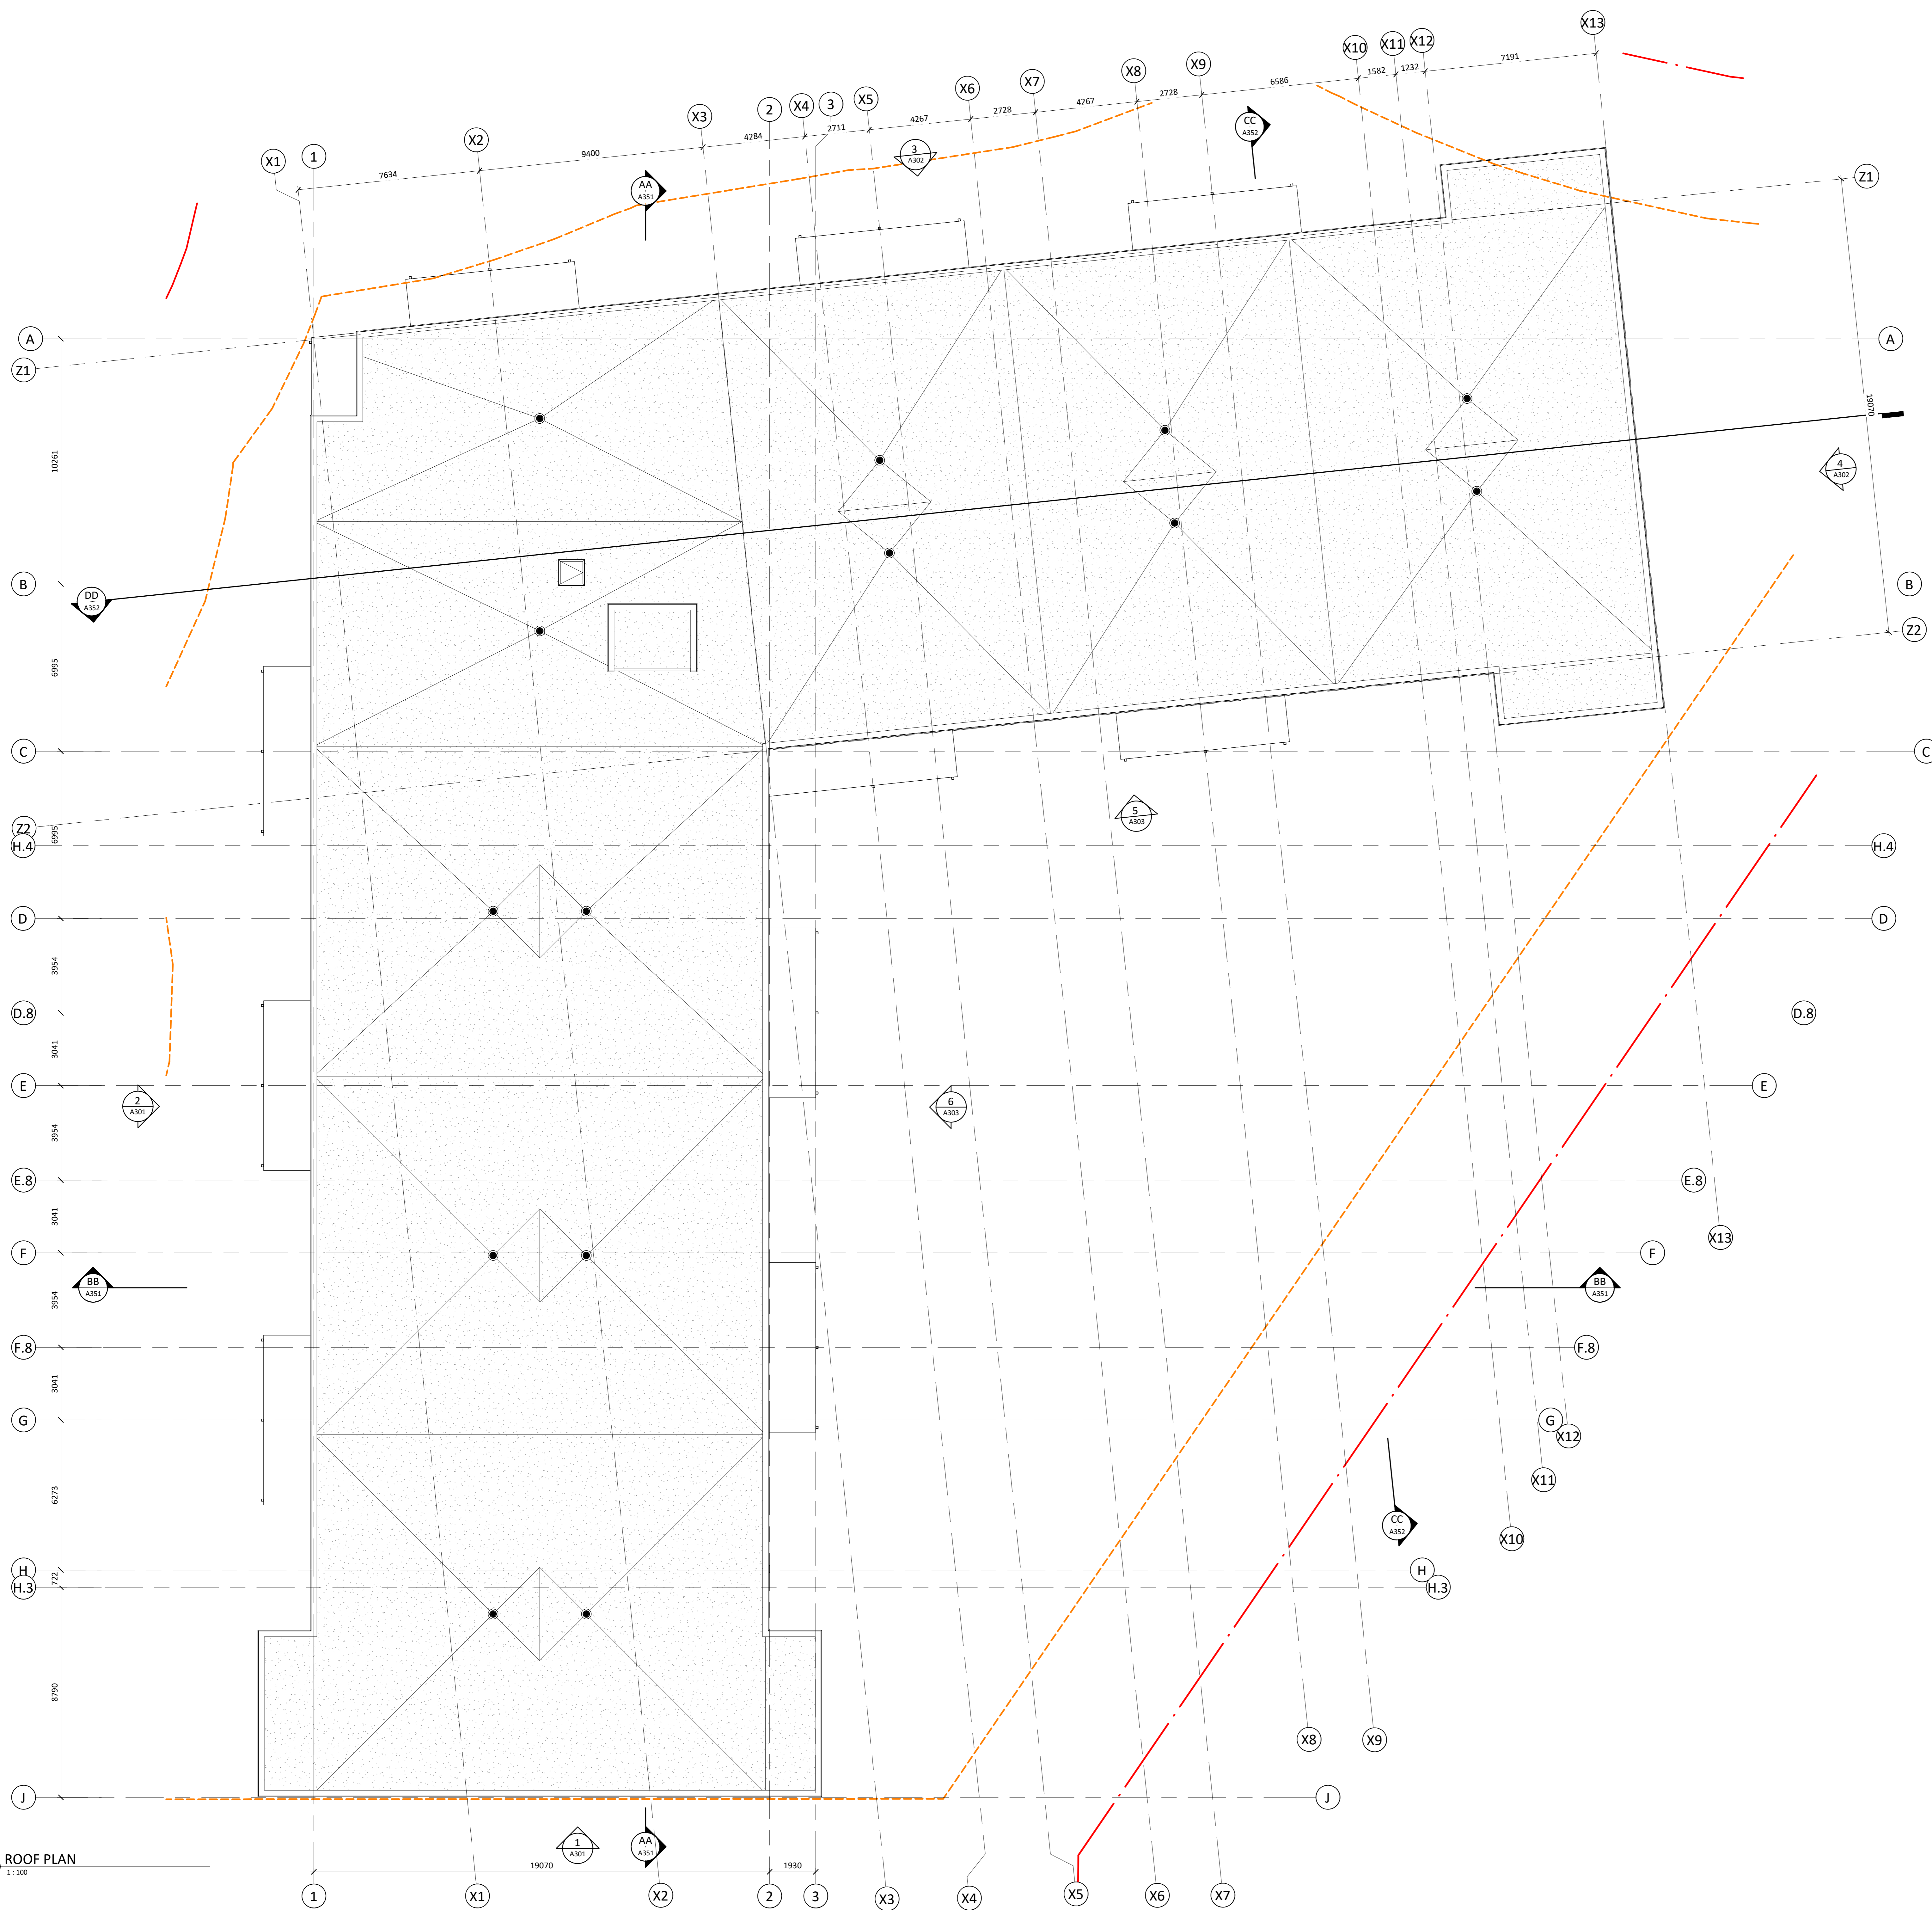 X13
X12
X11
X10
X9
X8
X7
X6
X5
3
X4
2
X3
X2
1
X1
7634
9400
4284
2711
4267
2728
4267
2728
6586
1582
1232
7191
CC
A352
3
A302
AA
A351
Z1
A
A
Z1
19070
10261
4
A302
B
B
DD
A352
Z2
6995
C
C
Z2
6995
H.4
H.4
5
A303
D
D
3954
D.8
D.8
3041
E
E
2
A301
6
A303
3954
E.8
E.8
3041
X13
F
F
BB
A351
BB
A351
3954
F.8
F.8
3041
G
G
X12
X11
6273
CC
A352
X10
H
H
722
H.3
H.3
8790
X8
X9
J
J
1
A301
AA
A351
ROOF PLAN
1 : 100
19070
1930
1
X1
X2
2
3
X3
X4
X5
X6
X7